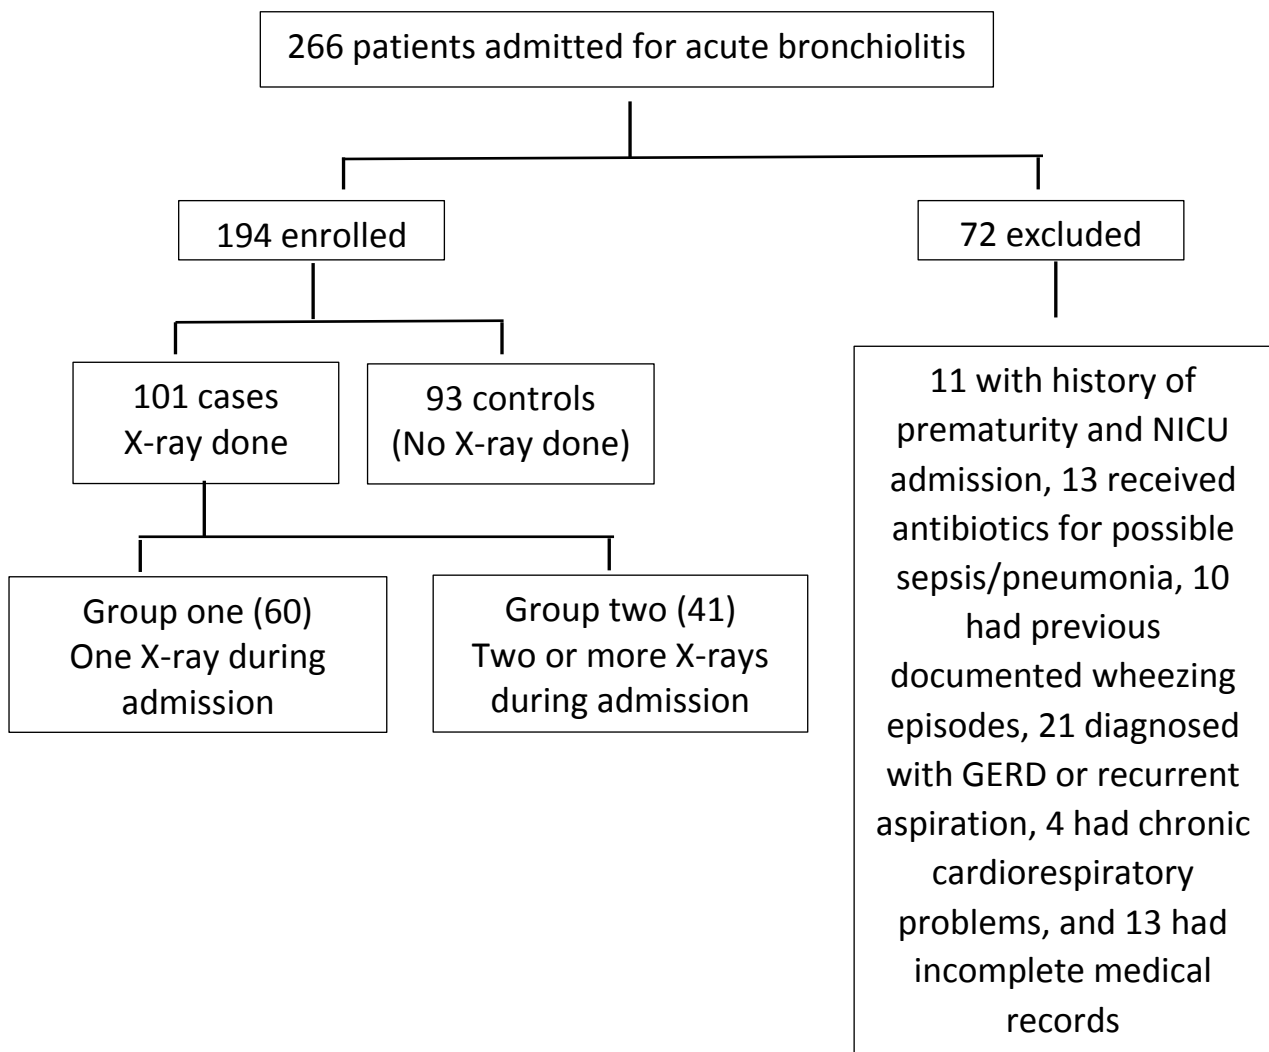 266 patients admitted for acute bronchiolitis
194 enrolled
72 excluded
101 cases
X-ray done
93 controls
(No X-ray done)
Group one (60)
One X-ray during
admission
Group two (41)
Two or more X-rays
during admission
11 with history of
prematurity and NICU
admission, 13 received
antibiotics for possible
sepsis/pneumonia, 10
had previous
documented wheezing
episodes, 21 diagnosed
with GERD or recurrent
aspiration, 4 had chronic
cardiorespiratory
problems, and 13 had
incomplete medical
records